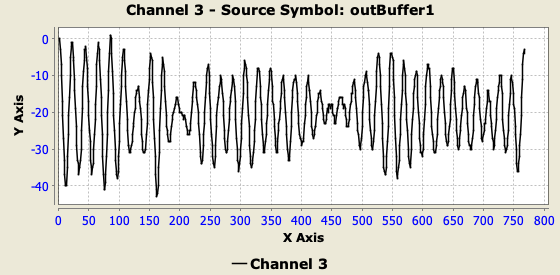 Channel 3 - Source Symbol: outBuffer1
Y Axis
0
-10
-20
-30
-40
0 50 100 150 200 250 300 350 400 450 500 550 600 650 700 750 800
X Axis
Channel 3